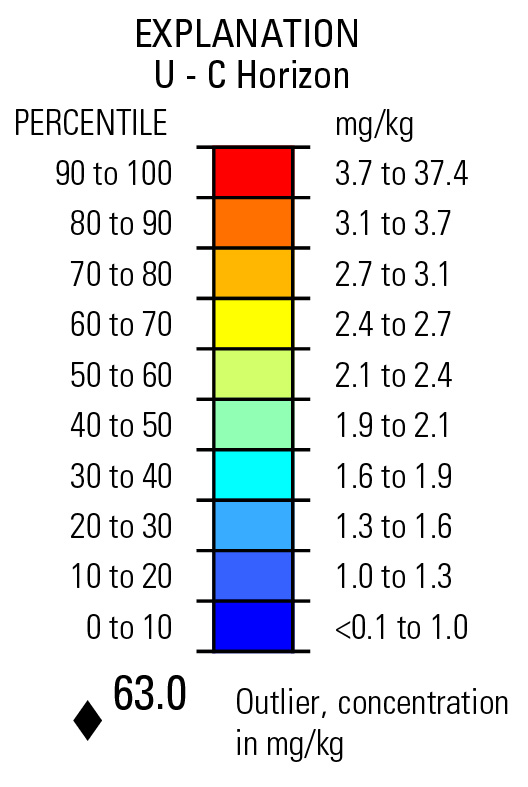 EXPLANATION
U - C Horizon
PERCENTILE mg/kg
90 to 100 3.7 to 37.4
80 to 90 3.1 to 3.7
70 to 80 2.7 to 3.1
60 to 70 2.4 to 2.7
50 to 60 2.1 to 2.4
40 to 50 1.9 to 2.1
30 to 40 1.6 to 1.9
20 to 30 1.3 to 1.6
10 to 20 1.0 to 1.3
0 to 10 <0.1 to 1.0
63.0 Outlier, concentration
in mg/kg